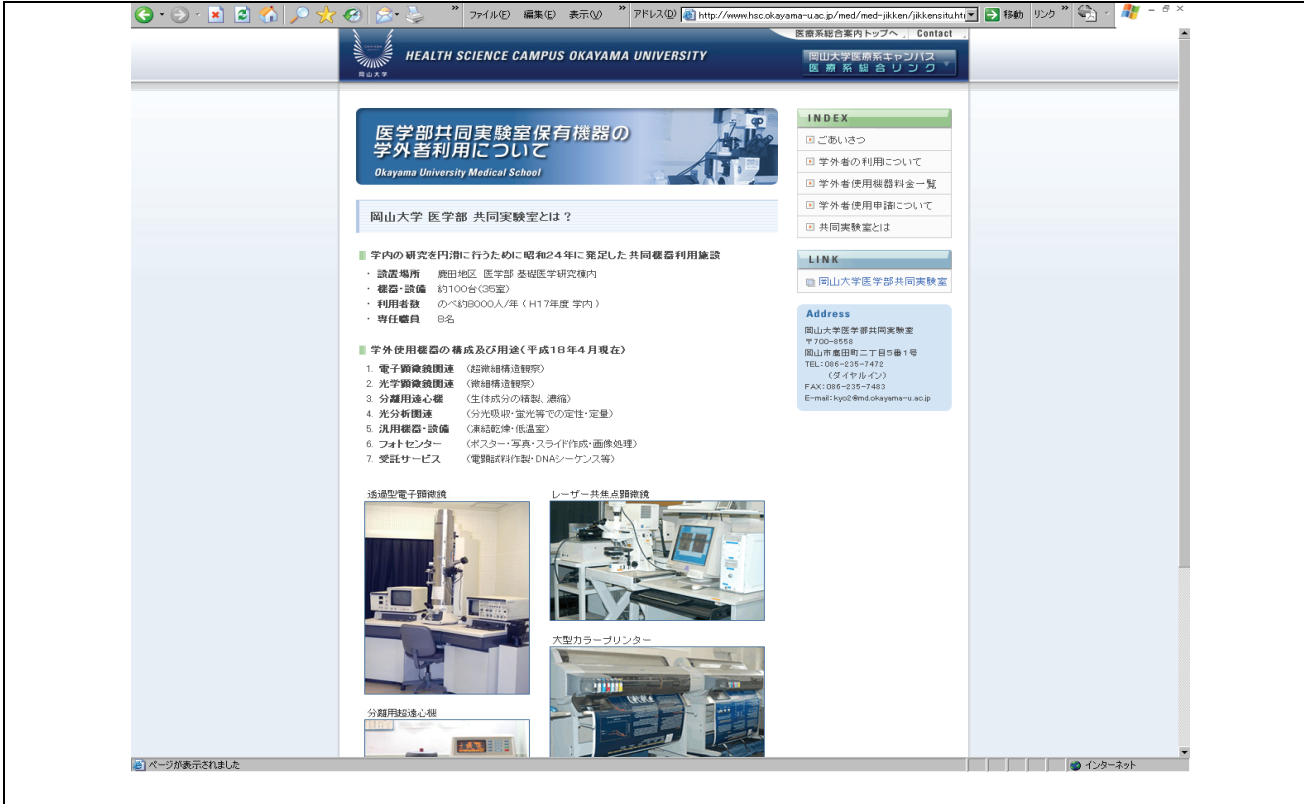 ファイル(F) 編集(E) 表示(V) アドレス(D) http://www.hsc.okayama-u.ac.jp/med/med-jikken/jikkensitu.ht 移動 リンク
岡山大学
HEALTH SCIENCE CAMPUS OKAYAMA UNIVERSITY
医療系総合案内トップへ Contact
岡山大学医療系キャンパス
医療系総合リンク
医学部共同実験室保有機器の
学外者利用について
Okayama University Medical School
岡山大学 医学部 共同実験室とは？
学内の研究を円滑に行うために昭和24年に発足した共同機器利用施設
・ 設置場所 鹿田地区 医学部 基礎医学研究棟内
・ 機器・設備 約100台(35室)
・ 利用者数 のべ約8000人/年（H17年度 学内）
・ 専任職員 8名
学外使用機器の構成及び用途(平成18年4月現在)
1. 電子顕微鏡関連 （超微細構造観察）
2. 光学顕微鏡関連 （微細構造観察）
3. 分離用遠心機 （生体成分の精製、濃縮）
4. 光分析関連 （分光吸収・蛍光等での定性・定量）
5. 汎用機器・設備 （凍結乾燥・低温室）
6. フォトセンター （ポスター・写真・スライド作成・画像処理）
7. 受託サービス （電顕試料作製・DNAシーケンス等）
透過型電子顕微鏡
レーザー共焦点顕微鏡
大型カラープリンター
分離用超遠心機
INDEX
ごあいさつ
学外者の利用について
学外者使用機器料金一覧
学外者使用申請について
共同実験室とは
LINK
岡山大学医学部共同実験室
Address
岡山大学医学部共同実験室
〒700-8558
岡山市鹿田町二丁目5番1号
TEL：086-235-7472
（ダイヤルイン）
FAX：086-235-7483
E-mail：kyo2@md.okayama-u.ac.jp
ページが表示されました
インターネット